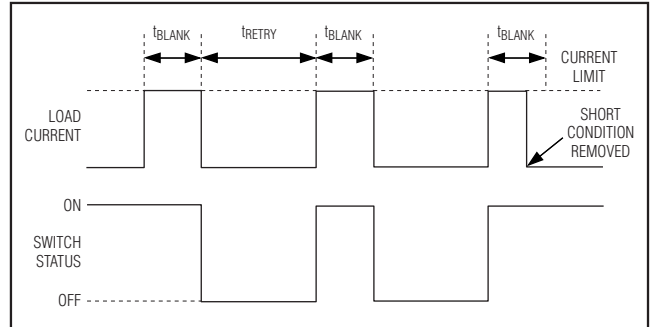 tBLANK
tRETRY
tBLANK
tBLANK
CURRENT
LIMIT
LOAD
CURRENT
SHORT
CONDITION
REMOVED
ON
SWITCH
STATUS
OFF